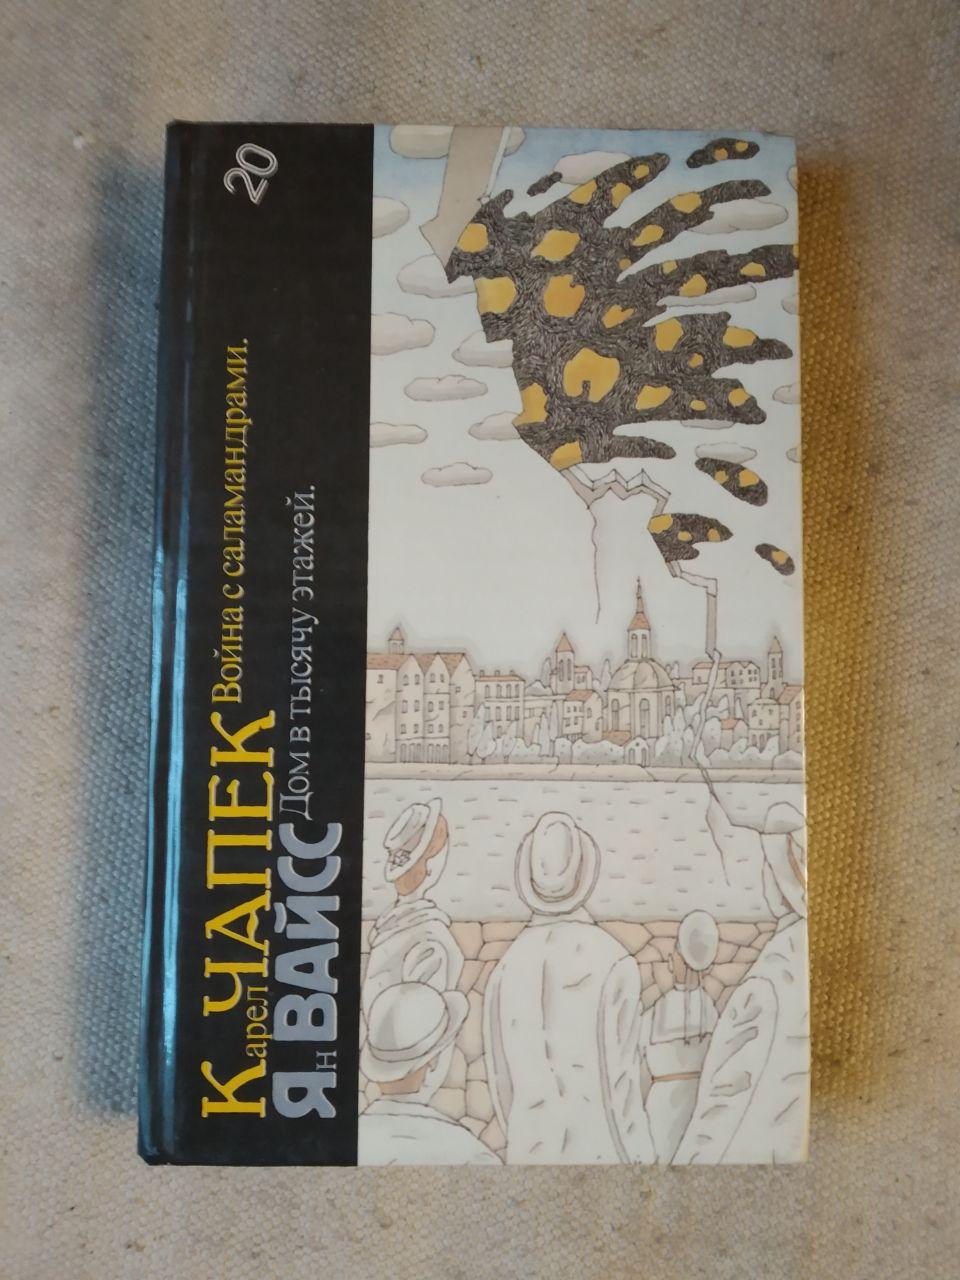 Карел ЧАПЕК Война с саламандрами.
Ян ВАЙСС Дом в тысячу этажей.
20